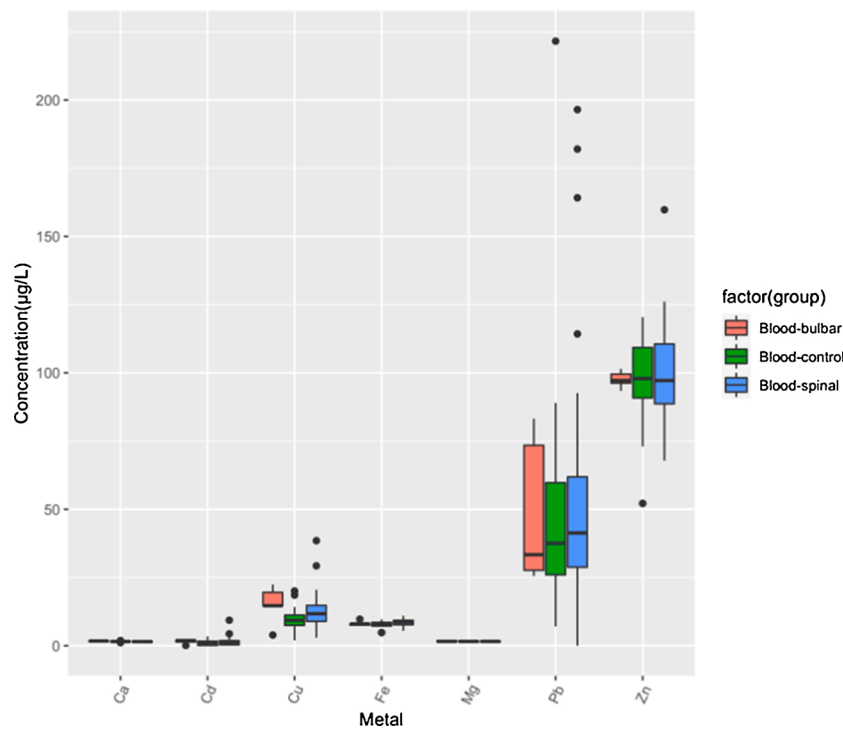 200
150
100
50
0
Concentration(µg/L)
Ca
Cd
Cu
Fe
Mg
Pb
Zn
Metal
factor(group)
Blood-bulbar
Blood-control
Blood-spinal